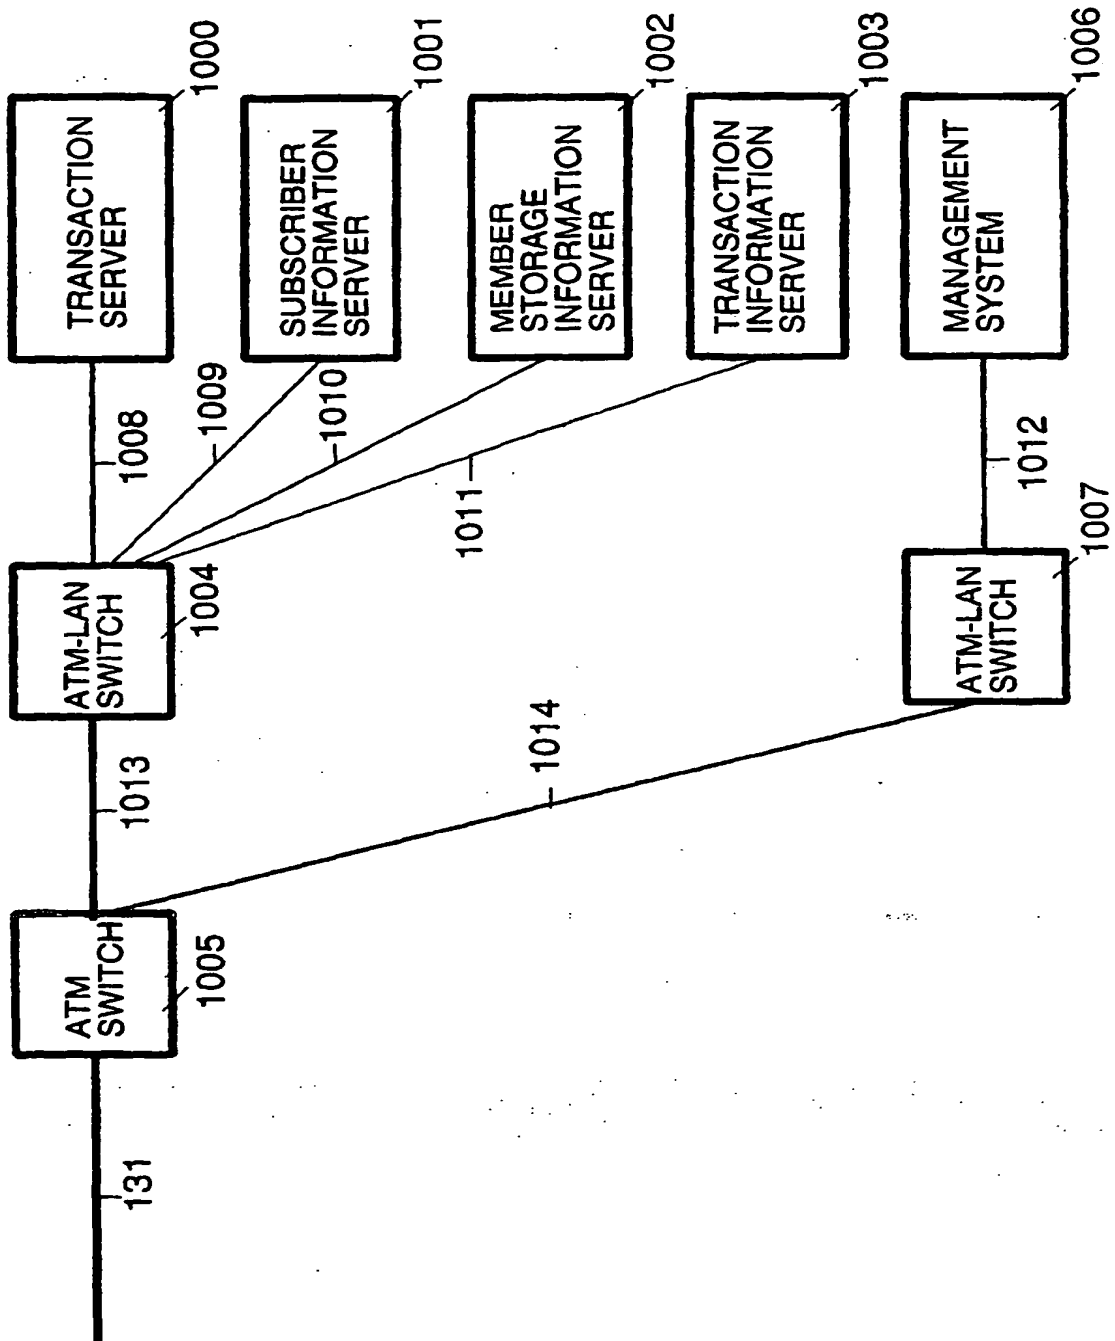 TRANSACTION
SERVER
1000
SUBSCRIBER
INFORMATION
SERVER
1001
MEMBER
STORAGE
INFORMATION
SERVER
1002
TRANSACTION
INFORMATION
SERVER
1003
MANAGEMENT
SYSTEM
1006
1008
1009
1010
1011
1012
ATM-LAN
SWITCH
1004
ATM-LAN
SWITCH
1007
1013
1014
ATM
SWITCH
1005
131